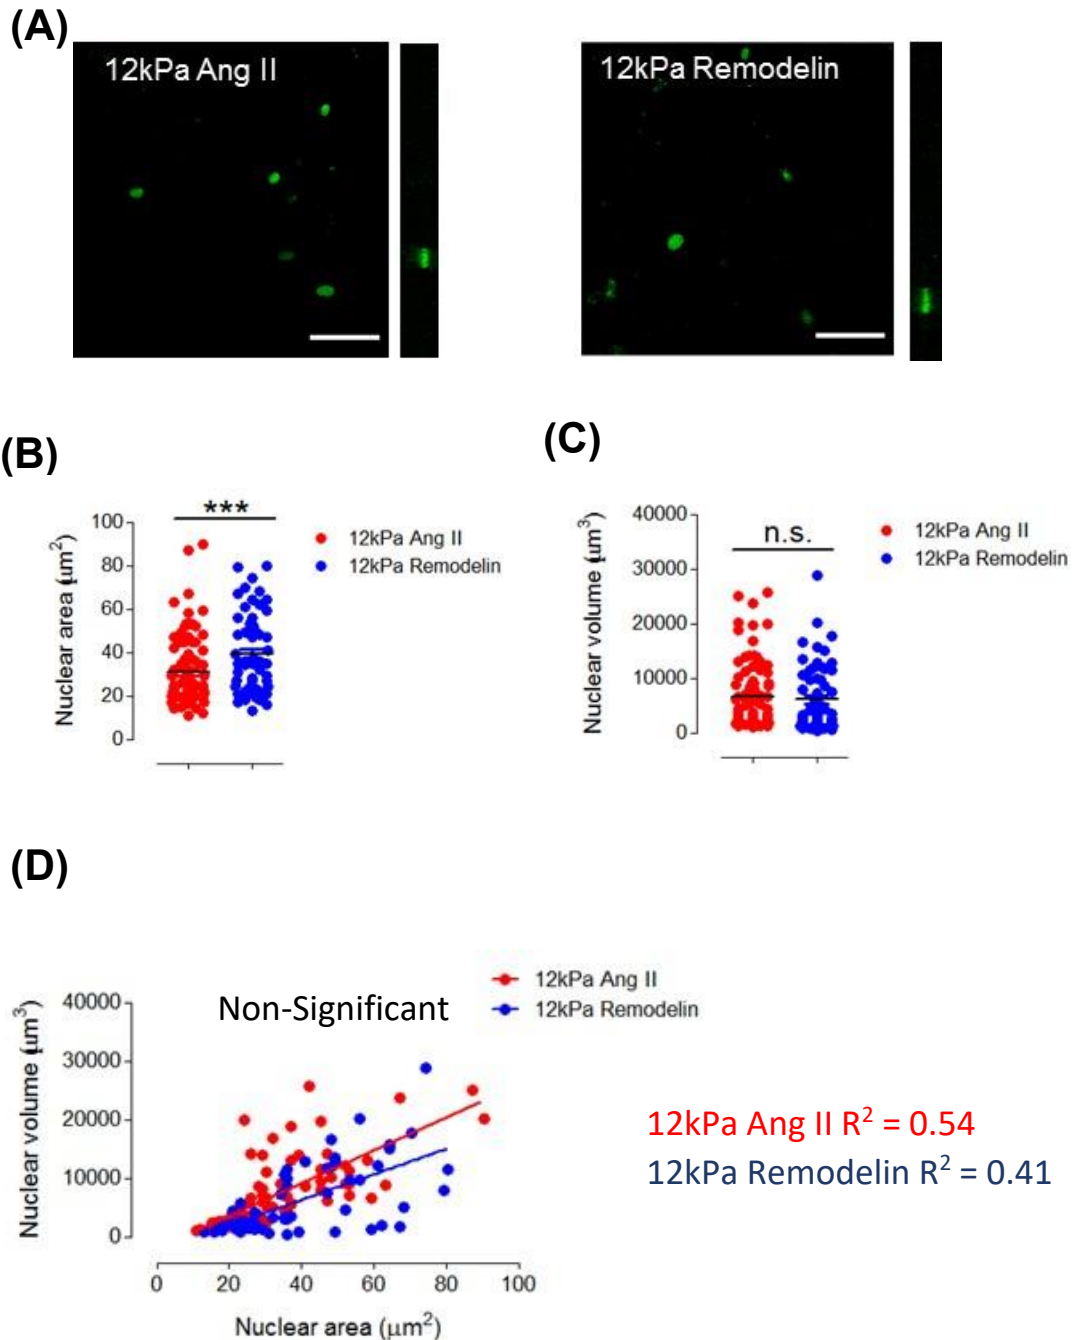 (A)
12kPa Ang II
12kPa Remodelin
(B)
(C)
***
100
80
60
40
20
0
Nuclear area (μm²)
12kPa Ang II
12kPa Remodelin
n.s.
40000
30000
20000
10000
0
Nuclear volume (μm³)
12kPa Ang II
12kPa Remodelin
(D)
12kPa Ang II
12kPa Remodelin
Non-Significant
40000
30000
20000
10000
0
Nuclear volume (μm³)
0 20 40 60 80 100
Nuclear area (μm²)
12kPa Ang II R² = 0.54
12kPa Remodelin R² = 0.41